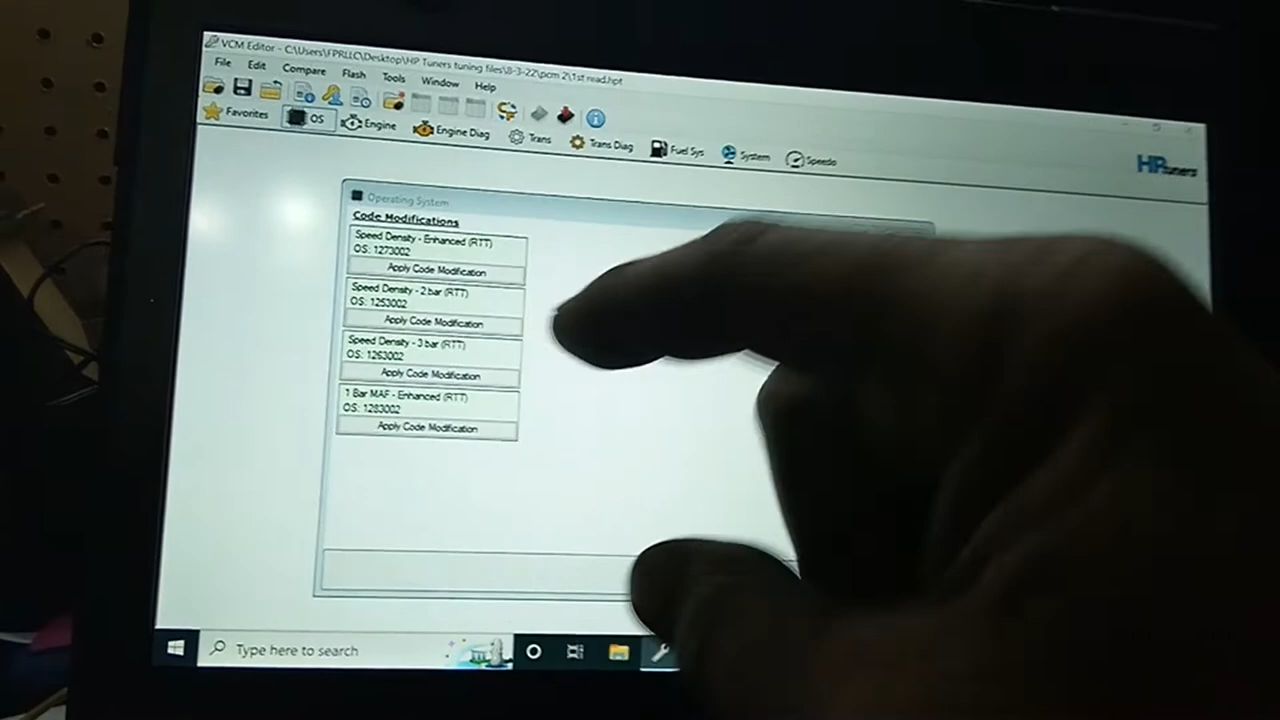 VCM Editor - C:\Users\FPRLLC\Desktop\HP Tuners tuning files\8-3-22\pcm 2\1st read.hpt
File Edit Compare Flash Tools Window Help
Favorites OS Engine Engine Diag Trans Trans Diag Fuel Sys System Speedo
HP tuners
Operating System
Code Modifications
Speed Density - Enhanced (RTT)
OS: 1273002
Apply Code Modification
Speed Density - 2 bar (RTT)
OS: 1253002
Apply Code Modification
Speed Density - 3 bar (RTT)
OS: 1263002
Apply Code Modification
1 Bar MAF - Enhanced (RTT)
OS: 1283002
Apply Code Modification
Type here to search